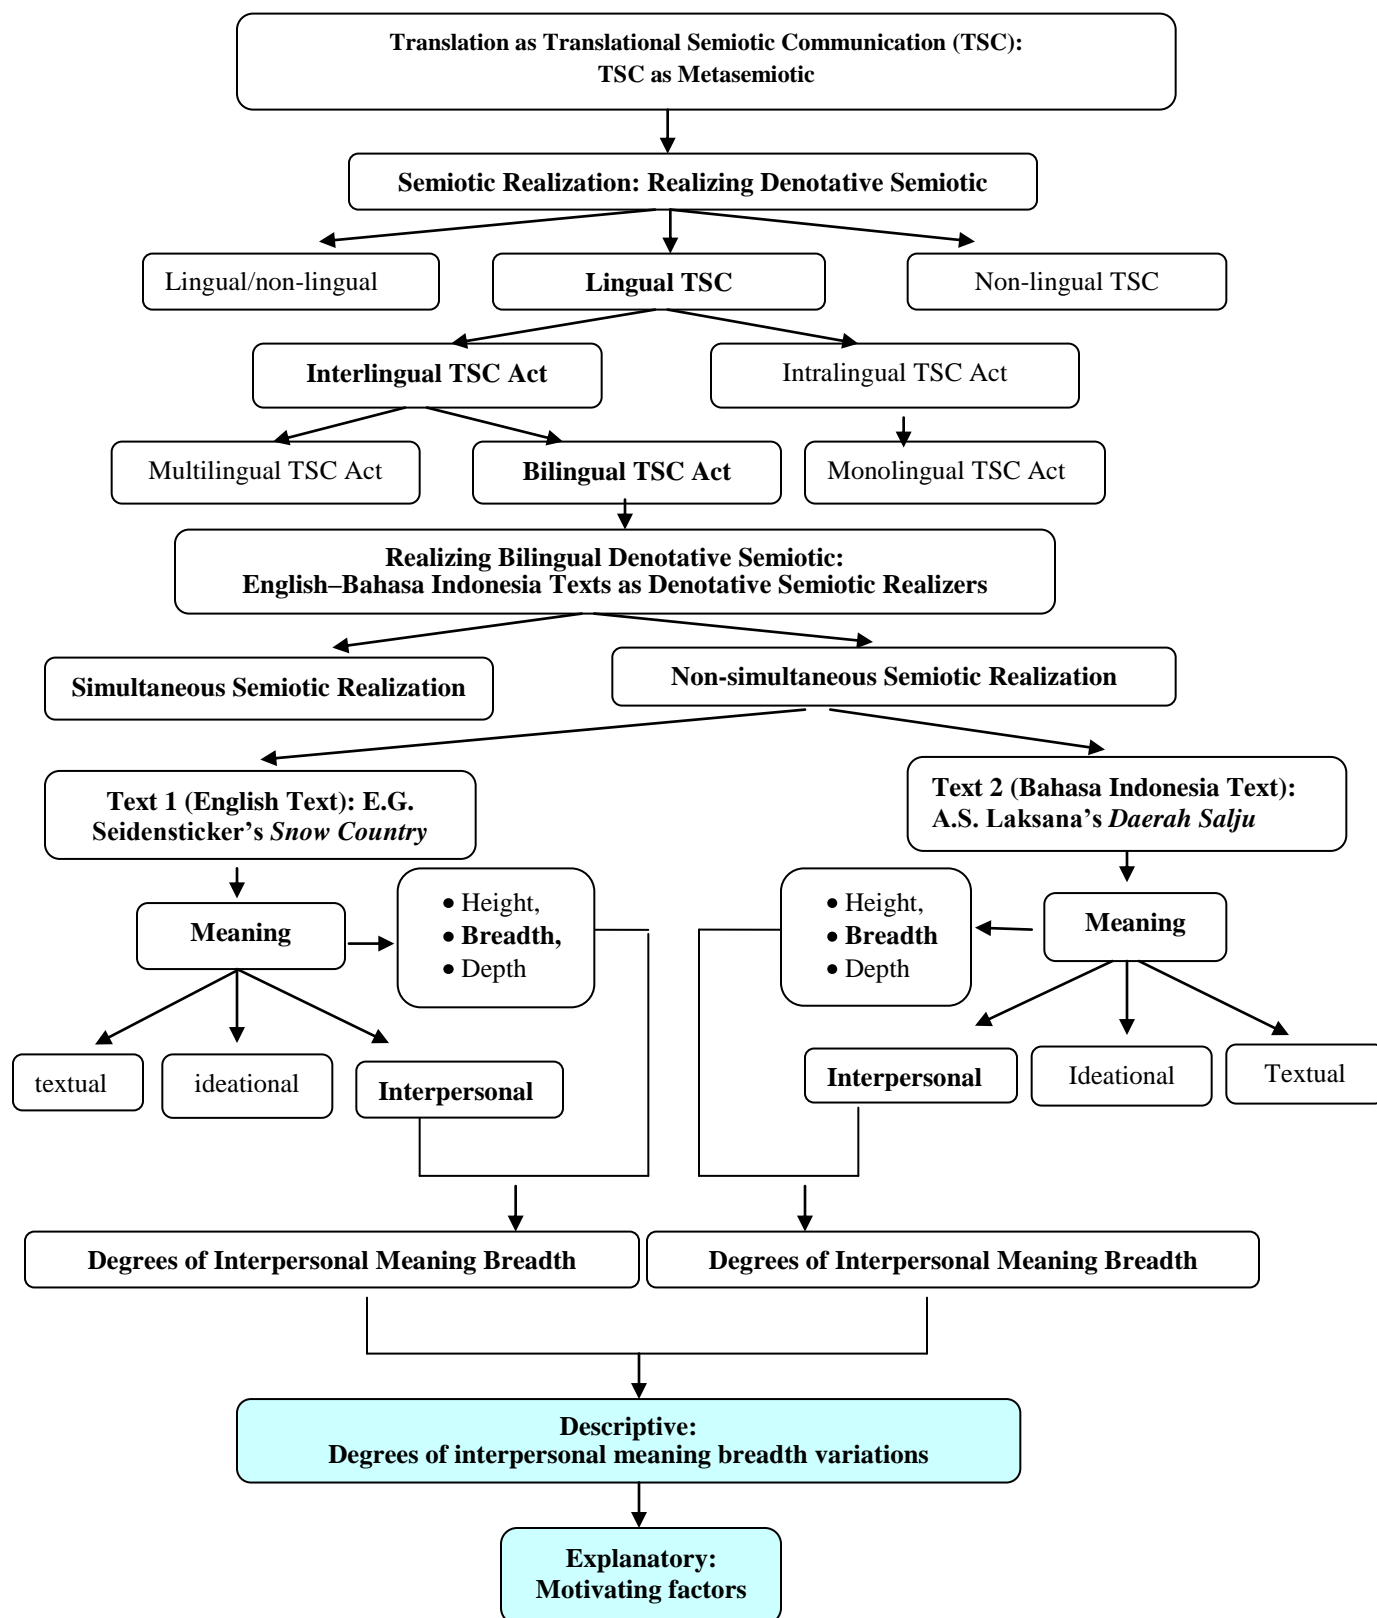 Translation as Translational Semiotic Communication (TSC):
TSC as Metasemiotic
Semiotic Realization: Realizing Denotative Semiotic
Lingual/non-lingual
Lingual TSC
Non-lingual TSC
Interlingual TSC Act
Intralingual TSC Act
Multilingual TSC Act
Bilingual TSC Act
Monolingual TSC Act
Realizing Bilingual Denotative Semiotic:
English–Bahasa Indonesia Texts as Denotative Semiotic Realizers
Simultaneous Semiotic Realization
Non-simultaneous Semiotic Realization
Text 1 (English Text): E.G.
Seidensticker’s Snow Country
Text 2 (Bahasa Indonesia Text):
A.S. Laksana’s Daerah Salju
Meaning
• Height,
• Breadth,
• Depth
• Height,
• Breadth
• Depth
Meaning
textual
ideational
Interpersonal
Interpersonal
Ideational
Textual
Degrees of Interpersonal Meaning Breadth
Degrees of Interpersonal Meaning Breadth
Descriptive:
Degrees of interpersonal meaning breadth variations
Explanatory:
Motivating factors